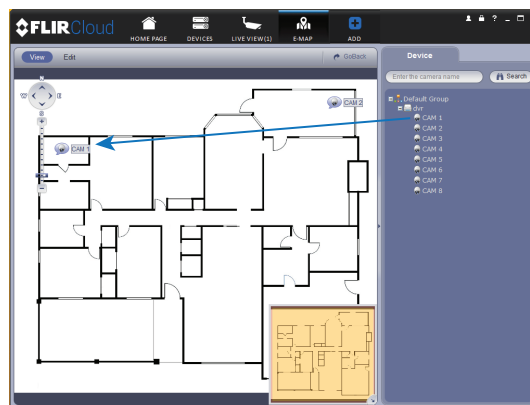 FLIR Cloud
HOME PAGE
DEVICES
LIVE VIEW(1)
E-MAP
ADD
View
Edit
GoBack
Device
Enter the camera name
Search
Default Group
dvr
CAM 1
CAM 2
CAM 3
CAM 4
CAM 5
CAM 6
CAM 7
CAM 8
N
W
E
S
CAM 2
CAM 1